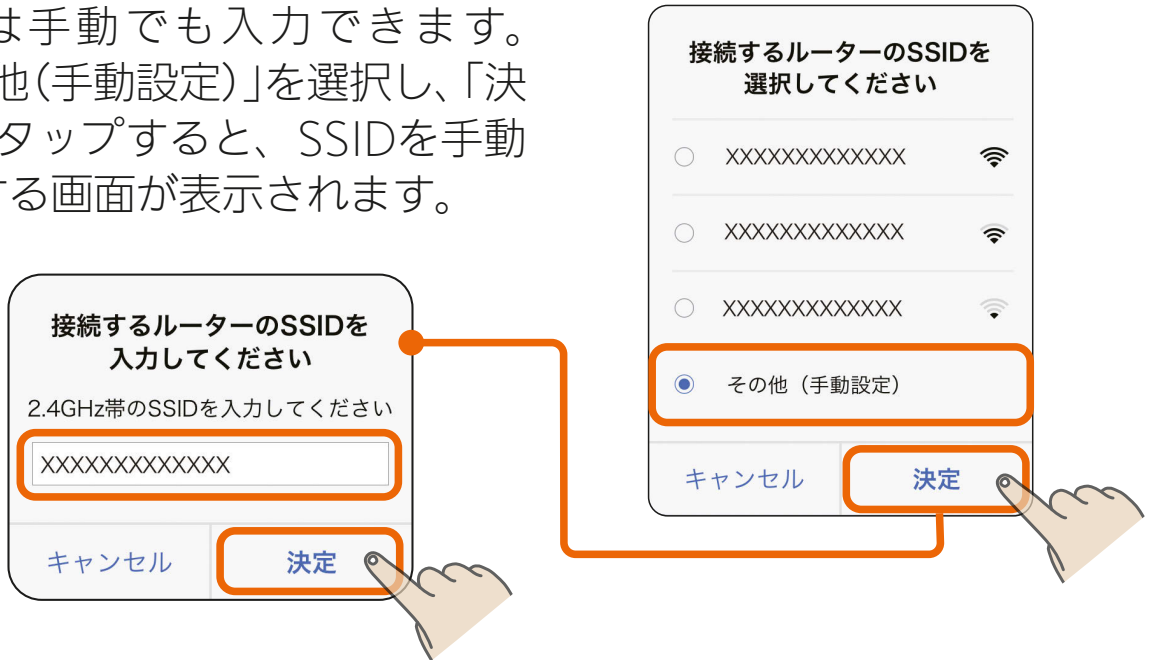 は手動でも入力できます。
他(手動設定)」を選択し、「決
タップすると、SSIDを手動
する画面が表示されます。
接続するルーターのSSIDを
選択してください
XXXXXXXXXXXXX
XXXXXXXXXXXXX
XXXXXXXXXXXXX
その他（手動設定）
キャンセル
決定
接続するルーターのSSIDを
入力してください
2.4GHz帯のSSIDを入力してください
XXXXXXXXXXXXX
キャンセル
決定